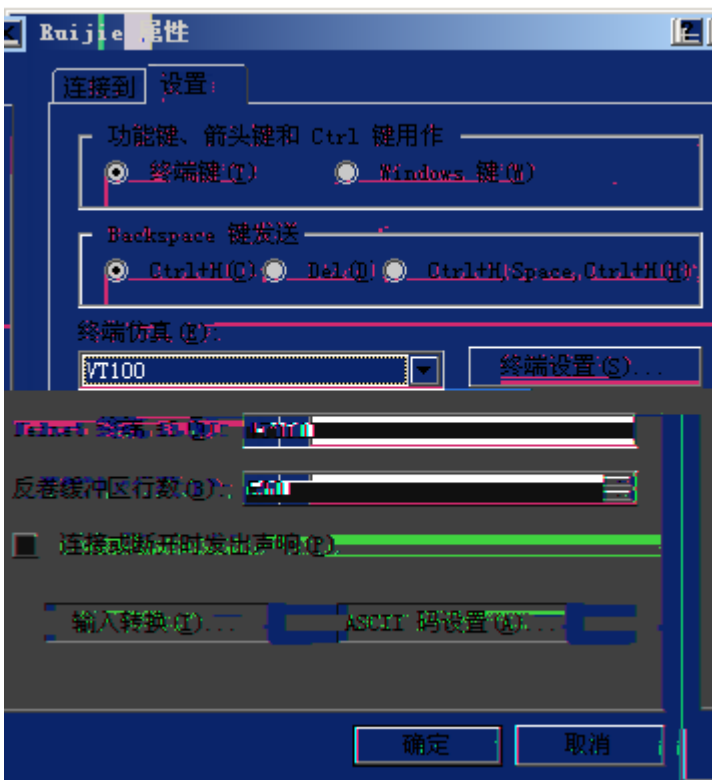 Ruijie 属性
连接到 设置
功能键、箭头键和 Ctrl 键用作
终端键(T) Windows 键(W)
Backspace 键发送
Ctrl+H(C) Del(D) Ctrl+H, Space, Ctrl+H(H)
终端仿真(E):
VT100 终端设置(S)...
Telnet 终端
反卷缓冲区行数(B):
连接或断开时发出声响(P)
输入转换(I)... ASCII 码设置(A)...
确定 取消